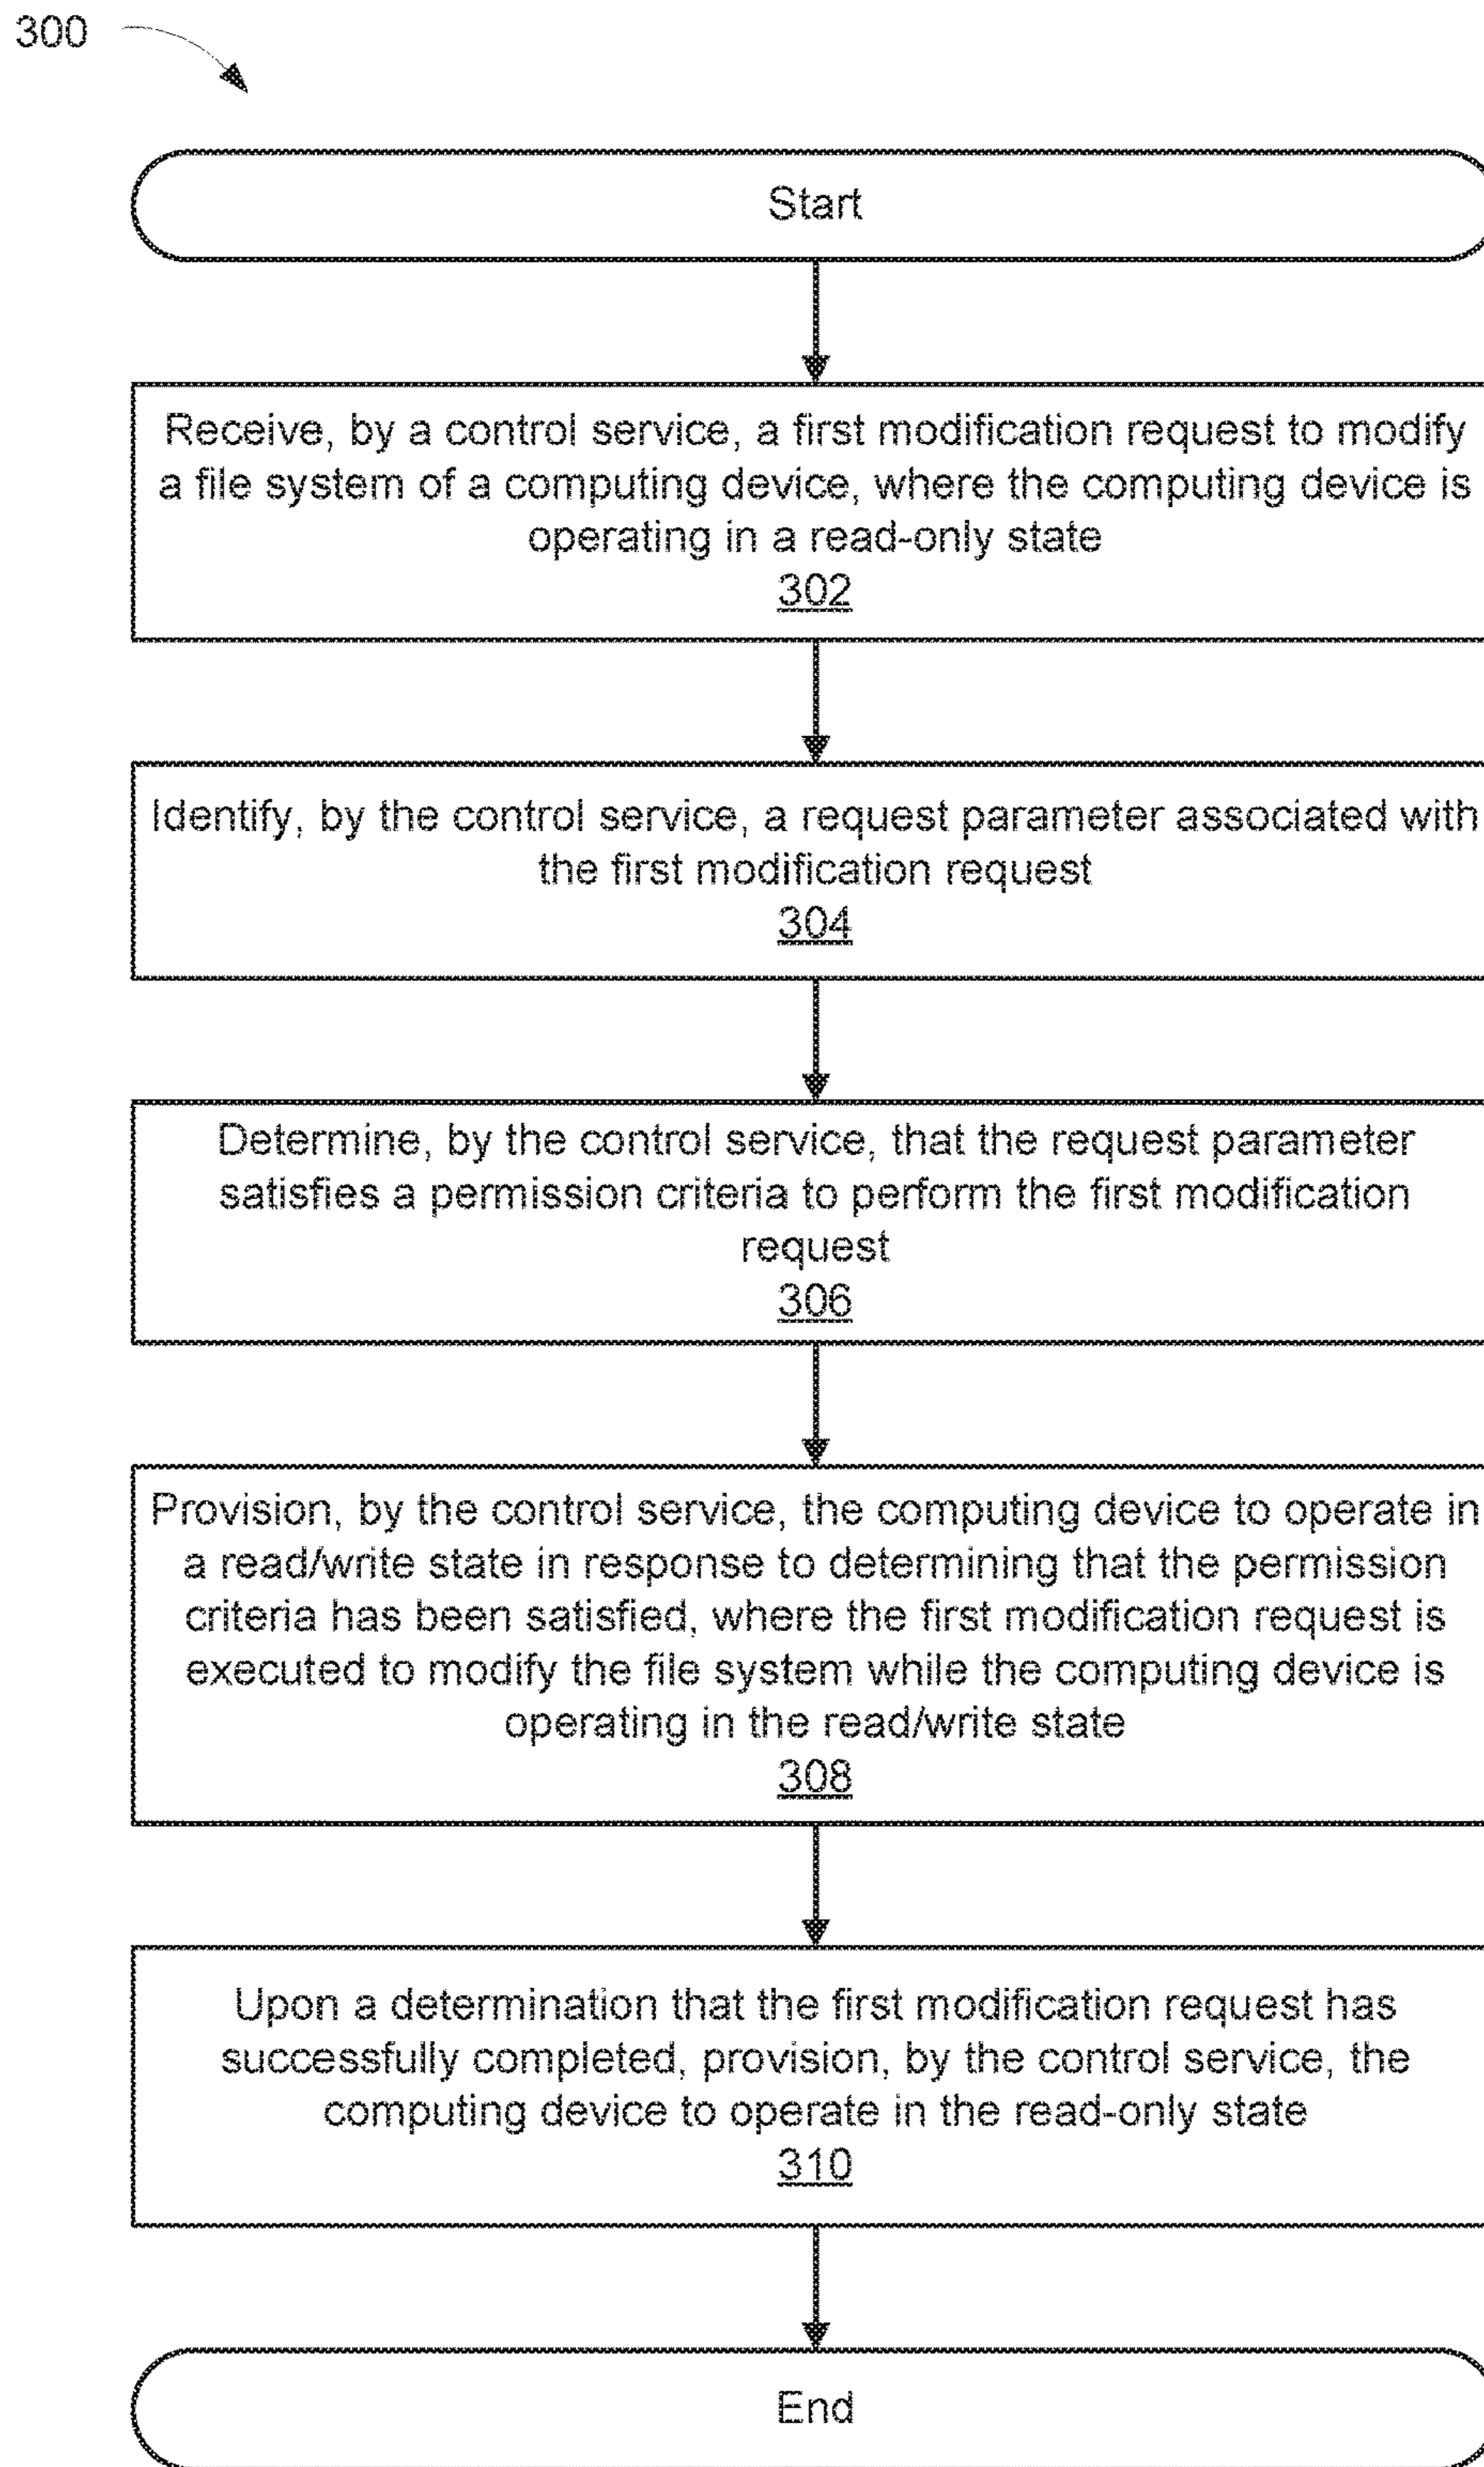 300
Start
Receive, by a control service, a first modification request to modify
a file system of a computing device, where the computing device is
operating in a read-only state
302
Identify, by the control service, a request parameter associated with
the first modification request
304
Determine, by the control service, that the request parameter
satisfies a permission criteria to perform the first modification
request
306
Provision, by the control service, the computing device to operate in
a read/write state in response to determining that the permission
criteria has been satisfied, where the first modification request is
executed to modify the file system while the computing device is
operating in the read/write state
308
Upon a determination that the first modification request has
successfully completed, provision, by the control service, the
computing device to operate in the read-only state
310
End